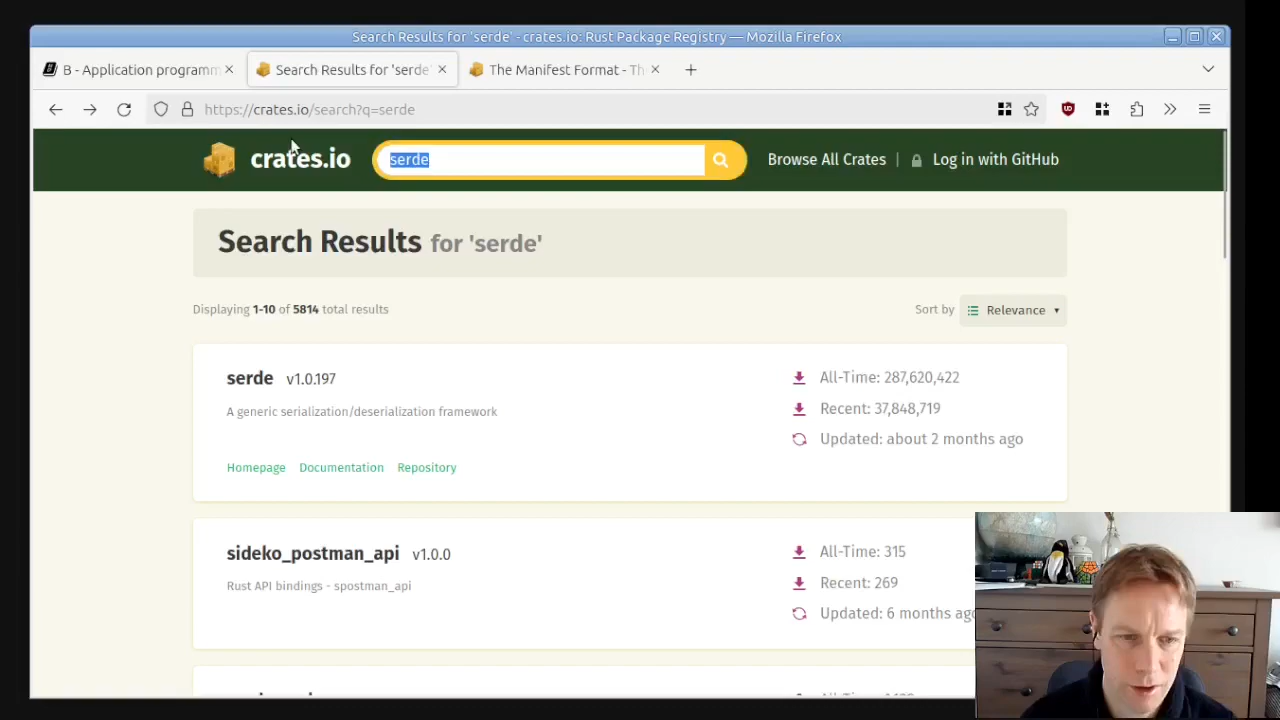 Search Results for 'serde' - crates.io: Rust Package Registry — Mozilla Firefox
B - Application programm
Search Results for 'serde'
The Manifest Format - Th
https://crates.io/search?q=serde
crates.io
serde
Browse All Crates
Log in with GitHub
Search Results for 'serde'
Displaying 1-10 of 5814 total results
Sort by Relevance
serde v1.0.197
All-Time: 287,620,422
A generic serialization/deserialization framework
Recent: 37,848,719
Updated: about 2 months ago
Homepage Documentation Repository
sideko_postman_api v1.0.0
All-Time: 315
Rust API bindings - spostman_api
Recent: 269
Updated: 6 months ago